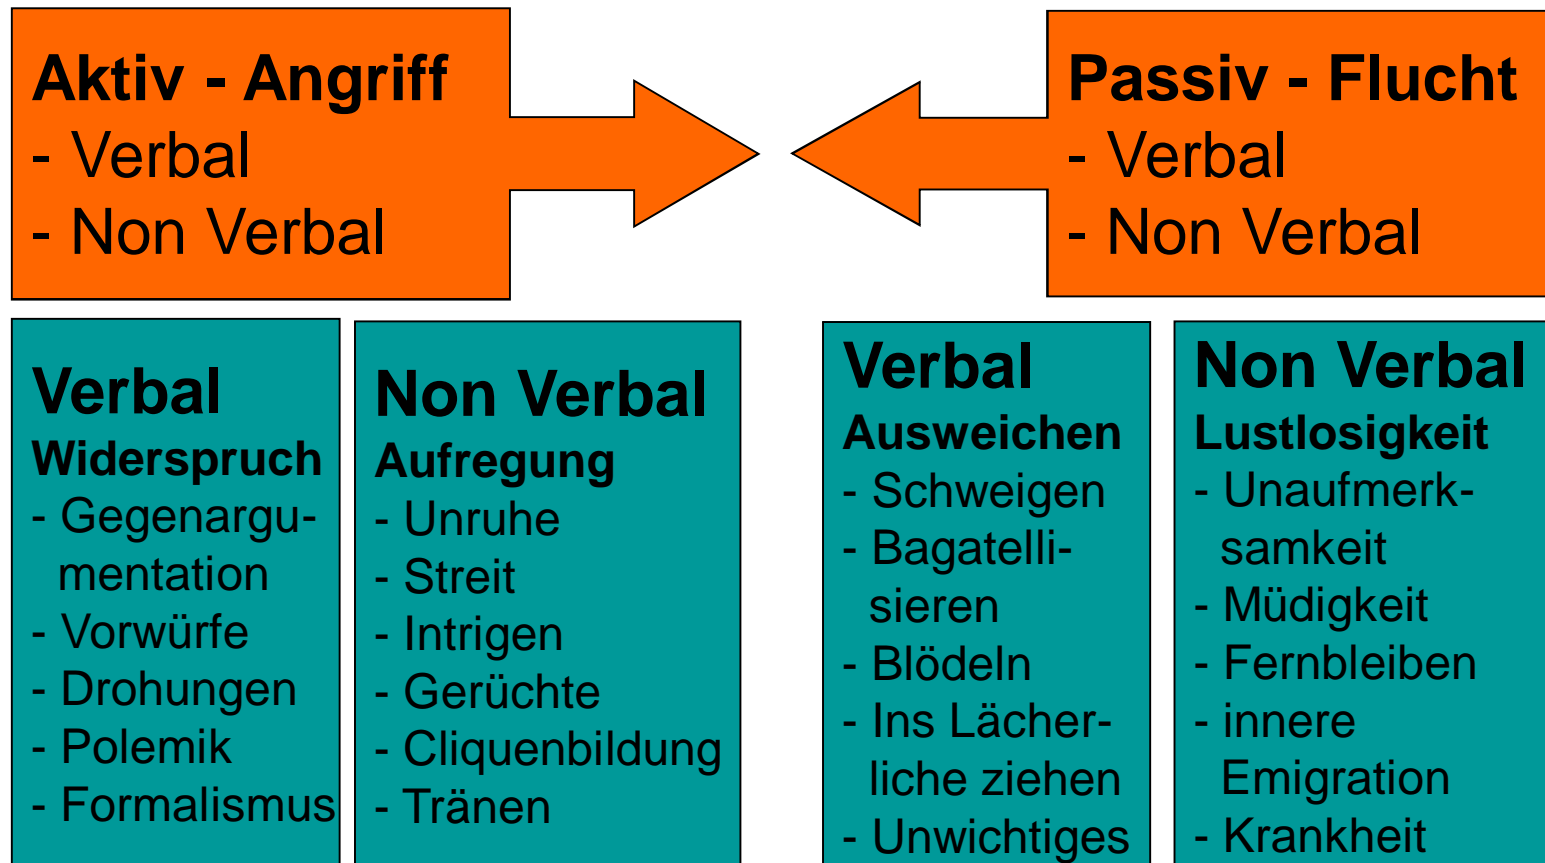 Aktiv - Angriff
- Verbal
- Non Verbal
Passiv - Flucht
- Verbal
- Non Verbal
Verbal
Widerspruch
- Gegenargu-
mentation
- Vorwürfe
- Drohungen
- Polemik
- Formalismus
Non Verbal
Aufregung
- Unruhe
- Streit
- Intrigen
- Gerüchte
- Cliquenbildung
- Tränen
Verbal
Ausweichen
- Schweigen
- Bagatelli-
sieren
- Blödeln
- Ins Lächer-
liche ziehen
- Unwichtiges
Non Verbal
Lustlosigkeit
- Unaufmerk-
samkeit
- Müdigkeit
- Fernbleiben
- innere
Emigration
- Krankheit